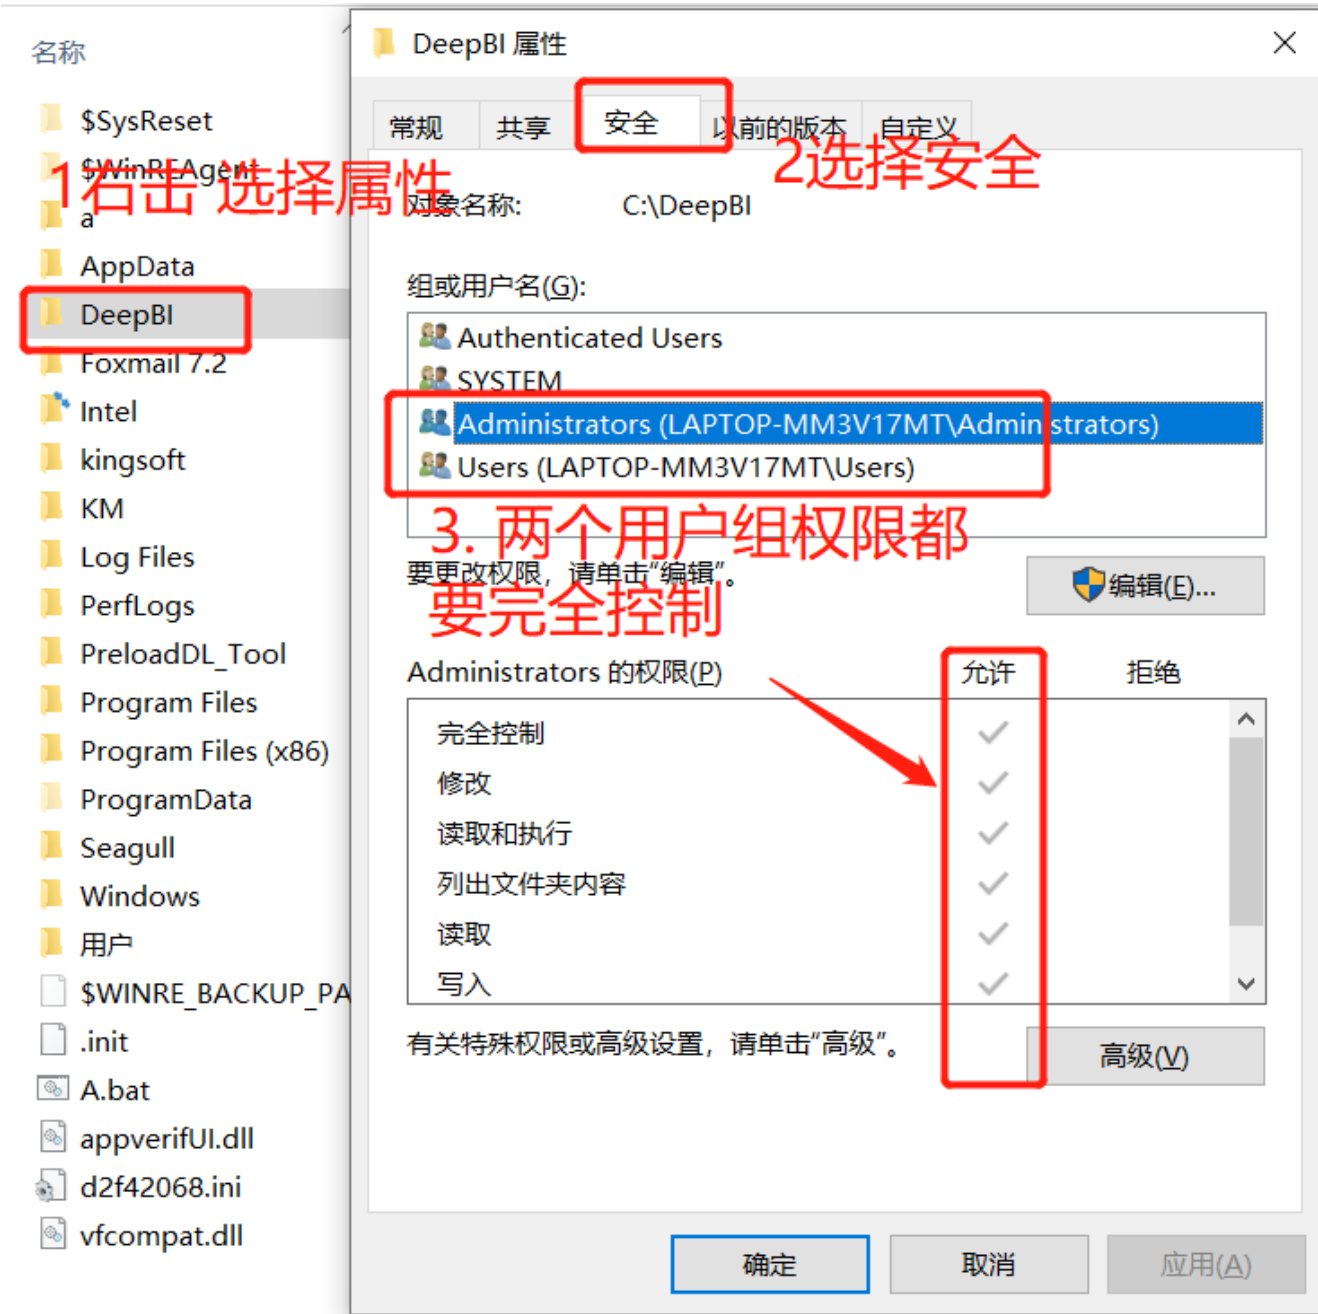 名称
$SysReset
$WinREAgent
a
AppData
DeepBI
Foxmail 7.2
Intel
kingsoft
KM
Log Files
PerfLogs
PreloadDL_Tool
Program Files
Program Files (x86)
ProgramData
Seagull
Windows
用户
$WINRE_BACKUP_PA
.init
A.bat
appverifUI.dll
d2f42068.ini
vfcompat.dll
1右击 选择属性
DeepBI 属性
常规 共享 安全 以前的版本 自定义
2选择安全
对象名称: C:\DeepBI
组或用户名(G):
Authenticated Users
SYSTEM
Administrators (LAPTOP-MM3V17MT\Administrators)
Users (LAPTOP-MM3V17MT\Users)
3. 两个用户组权限都
要完全控制
要更改权限，请单击“编辑”。
编辑(E)...
Administrators 的权限(P) 允许 拒绝
完全控制
修改
读取和执行
列出文件夹内容
读取
写入
有关特殊权限或高级设置，请单击“高级”。
高级(V)
确定 取消 应用(A)